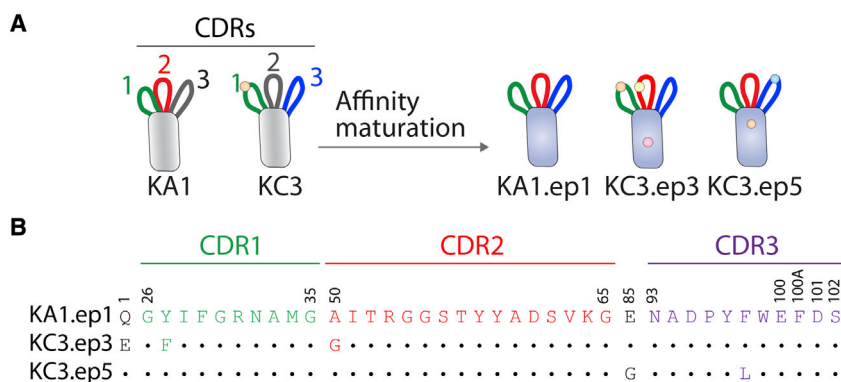 A
CDRs
1 2 3 1 2 3
Affinity
maturation
KA1 KC3 KA1.ep1 KC3.ep3 KC3.ep5
B
CDR1 CDR2 CDR3
1 26 35 50 65 85 93 100 100A 101 102
KA1.ep1 Q G Y I F G R N A M G A I T R G G S T Y Y A D S V K G E N A D P Y F W E F D S
KC3.ep3 E • F • • • • • • • • G • • • • • • • • • • • • • • • • • • • • • • • • • • •
KC3.ep5 • • • • • • • • • • • • • • • • • • • • • • • • • • • G • • • • • L • • • • •